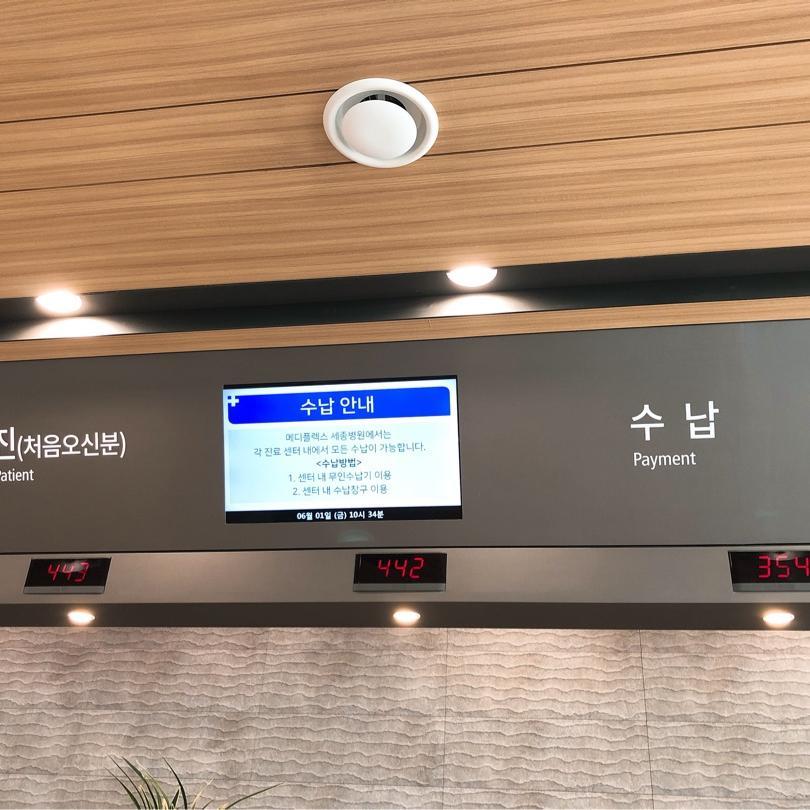 진(처음오신분)
Patient
수납 안내
메디플렉스 세종병원에서는
각 진료 센터 내에서 모든 수납이 가능합니다.
<수납방법>
1. 센터 내 무인수납기 이용
2. 센터 내 수납창구 이용
06월 01일 (금) 10시 34분
수 납
Payment
443
442
354